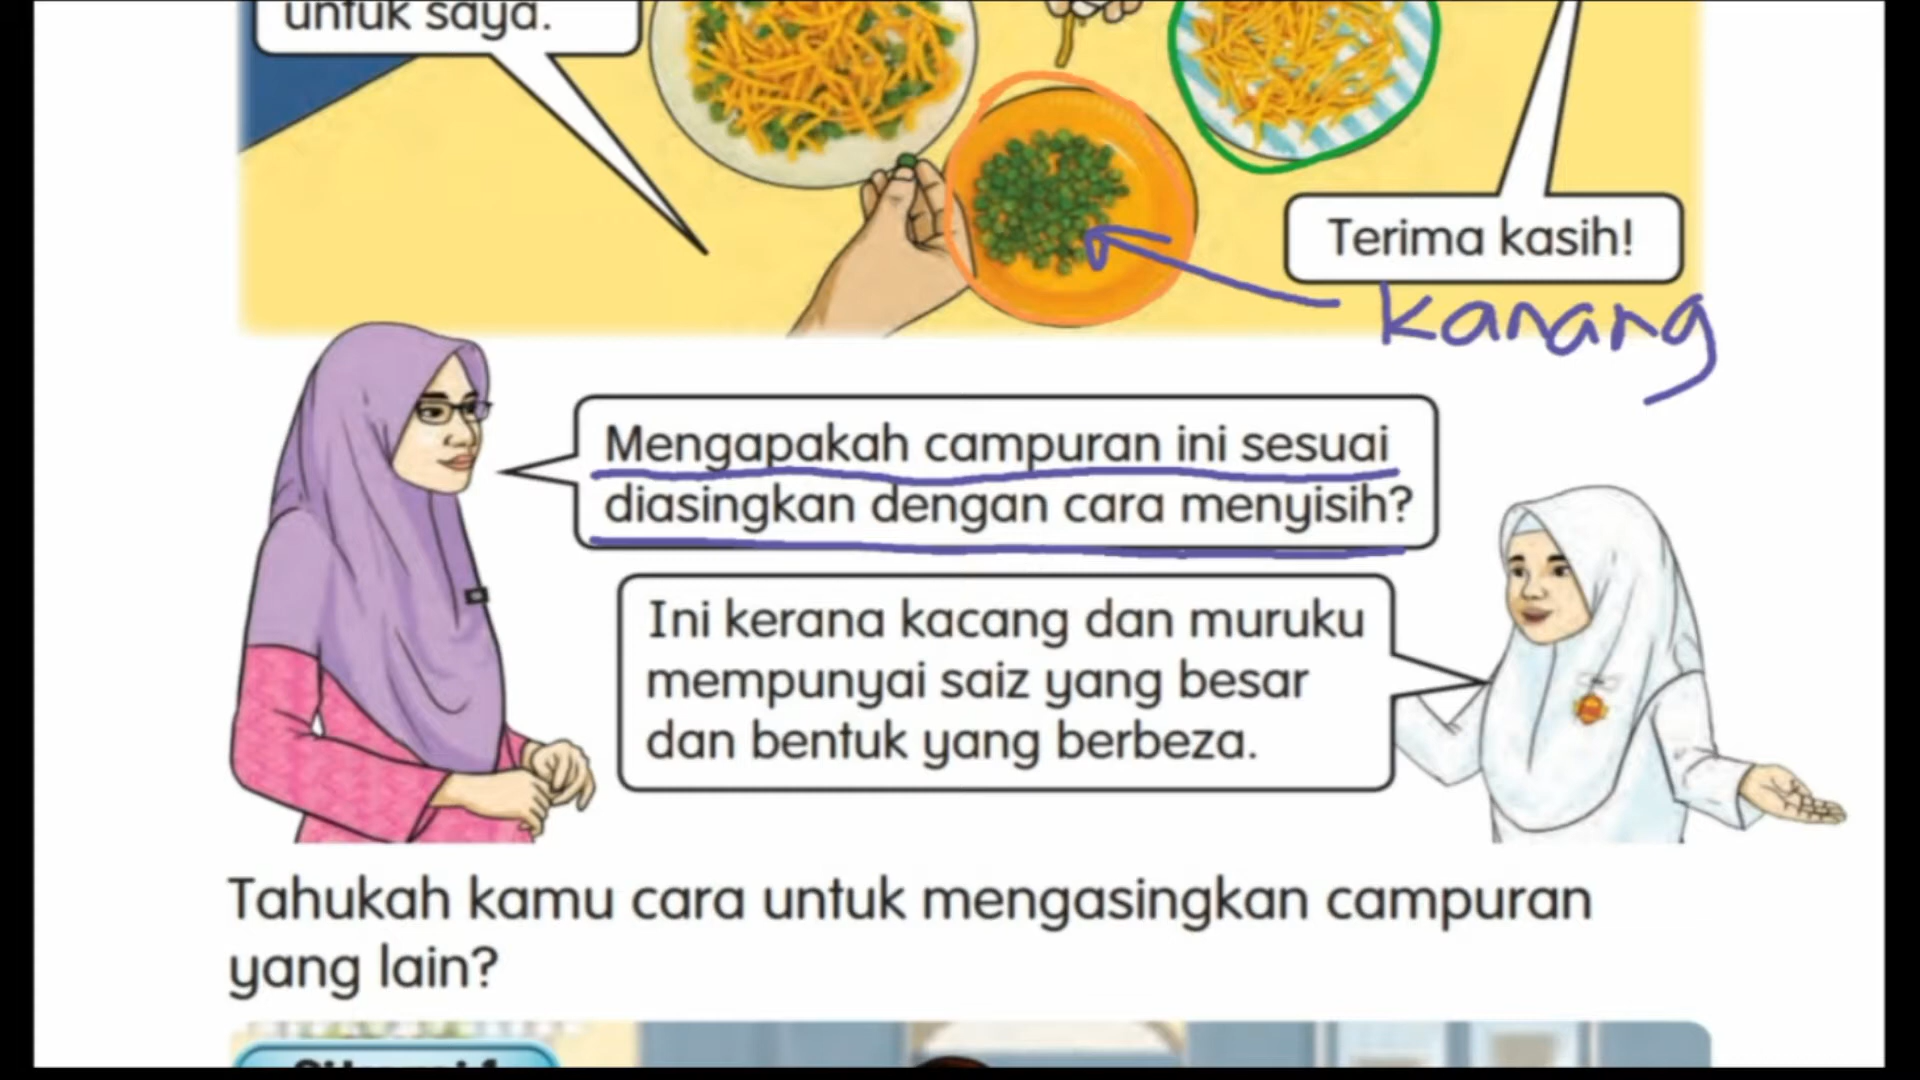 untuk saya.
Terima kasih!
kanang
Mengapakah campuran ini sesuai
diasingkan dengan cara menyisih?
Ini kerana kacang dan muruku
mempunyai saiz yang besar
dan bentuk yang berbeza.
Tahukah kamu cara untuk mengasingkan campuran
yang lain?